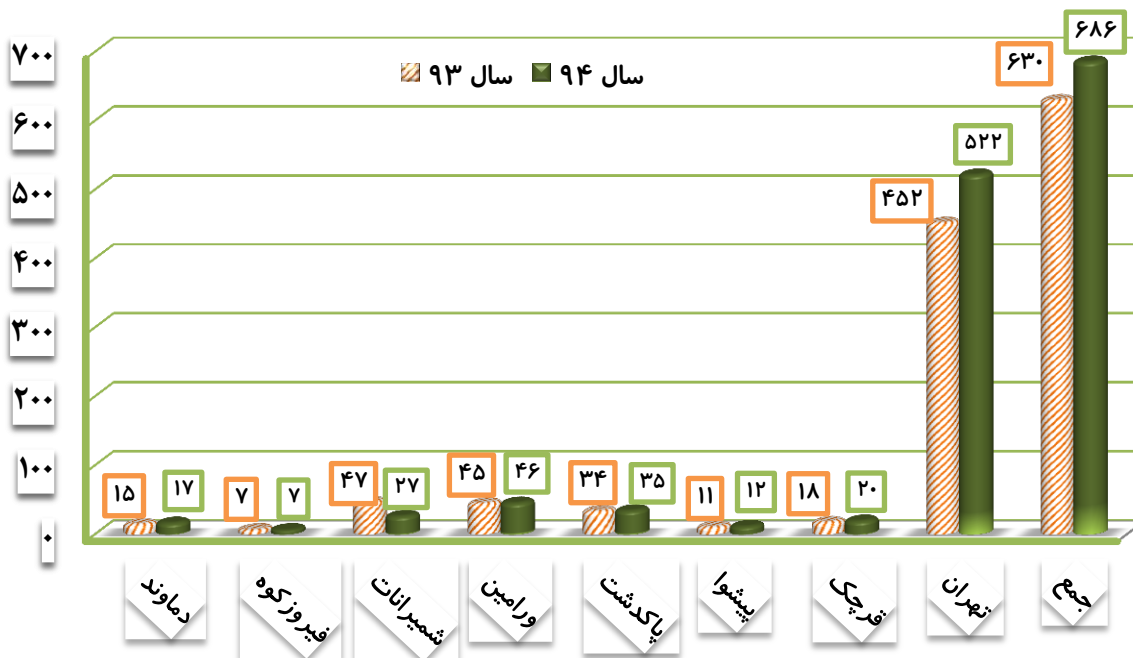 ۷۰۰
۶۰۰
۵۰۰
۴۰۰
۳۰۰
۲۰۰
۱۰۰
۰
سال ۹۳ سال ۹۴
۱۵ ۱۷
۷ ۷
۴۷ ۲۷
۴۵ ۴۶
۳۴ ۳۵
۱۱ ۱۲
۱۸ ۲۰
۴۵۲ ۵۲۲
۶۳۰ ۶۸۶
دماوند
فیروزکوه
شمیرانات
ورامین
پاکدشت
پیشوا
قرچک
تهران
جمع